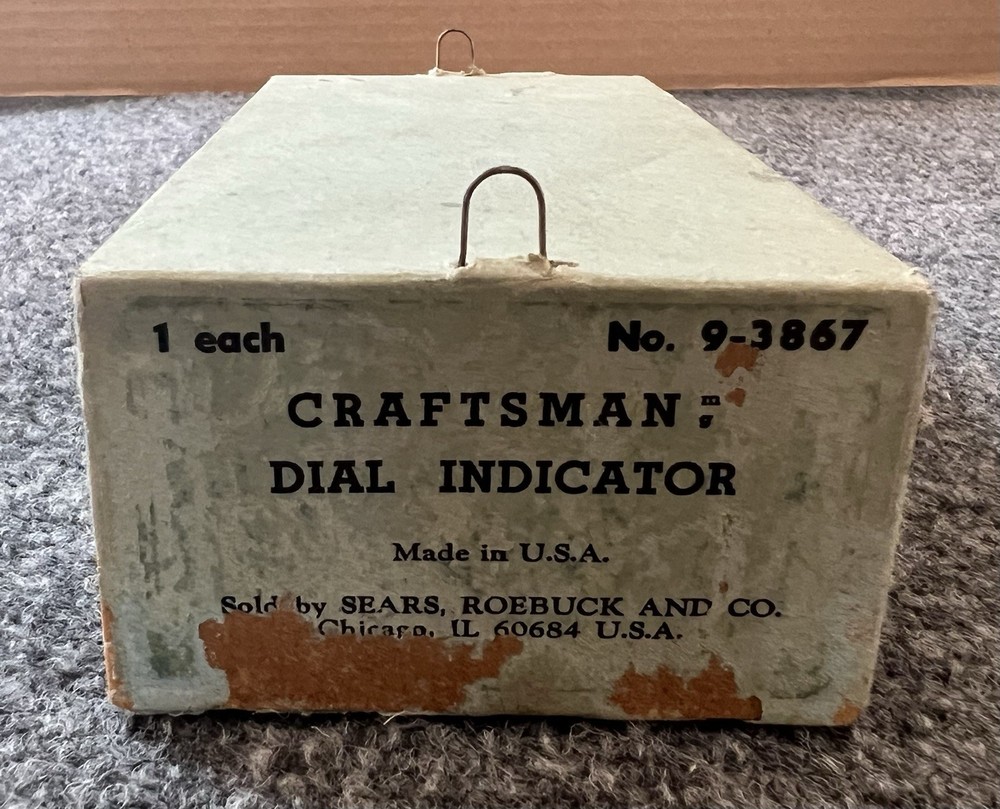 1 each No. 9-3867
CRAFTSMAN
DIAL INDICATOR
Made in U.S.A.
Sold by SEARS, ROEBUCK AND CO.
Chicago, IL 60684 U.S.A.